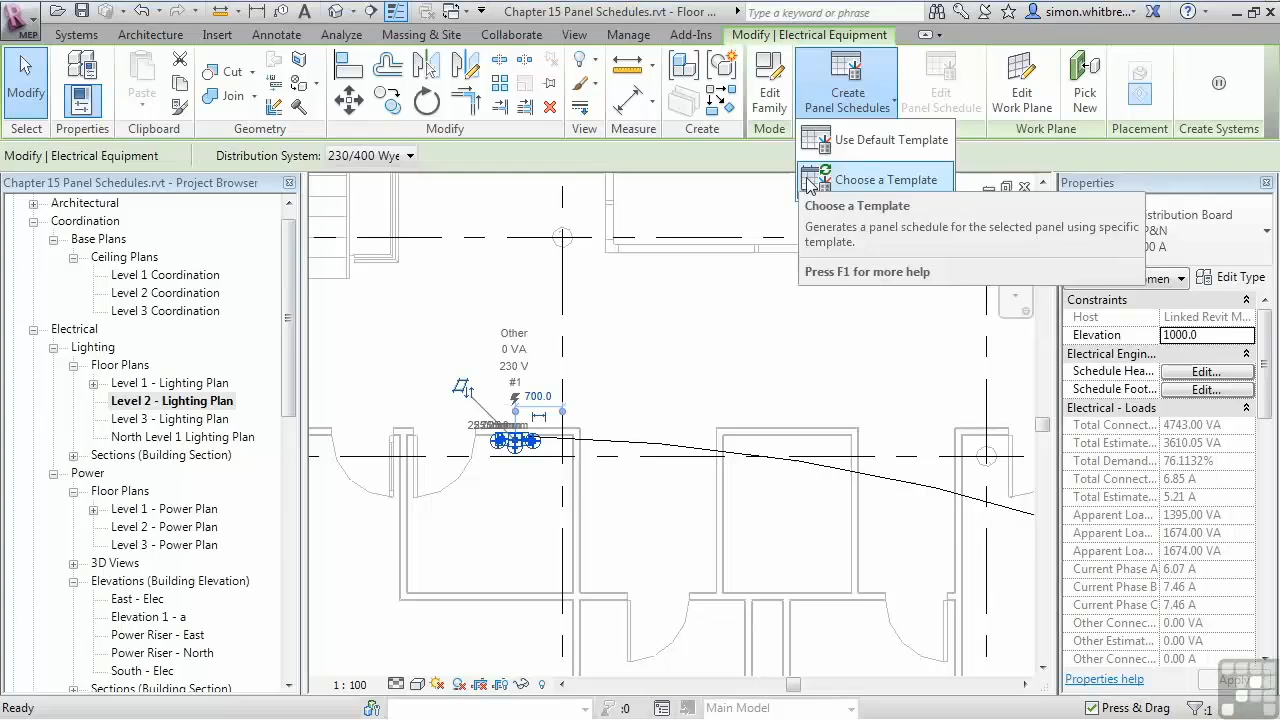 Chapter 15 Panel Schedules.rvt - Floor ...
Type a keyword or phrase
simon.whitbre...
MEP
Systems
Architecture
Insert
Annotate
Analyze
Massing & Site
Collaborate
View
Manage
Add-Ins
Modify | Electrical Equipment
Modify
Paste
Cut
Join
Edit
Family
Create
Panel Schedules
Edit
Panel Schedule
Edit
Work Plane
Pick
New
Select
Properties
Clipboard
Geometry
Modify
View
Measure
Create
Mode
Work Plane
Placement
Create Systems
Use Default Template
Choose a Template
Modify | Electrical Equipment
Distribution System: 230/400 Wye
Chapter 15 Panel Schedules.rvt - Project Browser
Architectural
Coordination
Base Plans
Ceiling Plans
Level 1 Coordination
Level 2 Coordination
Level 3 Coordination
Electrical
Lighting
Floor Plans
Level 1 - Lighting Plan
Level 2 - Lighting Plan
Level 3 - Lighting Plan
North Level 1 Lighting Plan
Sections (Building Section)
Power
Floor Plans
Level 1 - Power Plan
Level 2 - Power Plan
Level 3 - Power Plan
3D Views
Elevations (Building Elevation)
East - Elec
Elevation 1 - a
Power Riser - East
Power Riser - North
South - Elec
Sections (Building Section)
Choose a Template
Generates a panel schedule for the selected panel using specific
template.
Press F1 for more help
Other
0 VA
230 V
#1
700.0
Properties
stribution Board
P&N
00 A
men
Edit Type
Constraints
Host Linked Revit M...
Elevation 1000.0
Electrical Engin...
Schedule Hea... Edit...
Schedule Foot... Edit...
Electrical - Loads
Total Connect... 4743.00 VA
Total Estimate... 3610.05 VA
Total Demand... 76.1132%
Total Connect... 6.85 A
Total Estimate... 5.21 A
Apparent Loa... 1395.00 VA
Apparent Loa... 1674.00 VA
Apparent Loa... 1674.00 VA
Current Phase A 6.07 A
Current Phase B 7.46 A
Current Phase C 7.46 A
Other Connec... 0.00 VA
Other Estimat... 0.00 VA
Other Connec... 0.00 A
Properties help
Apply
1 : 100
Ready
:0
Main Model
Press & Drag
:1